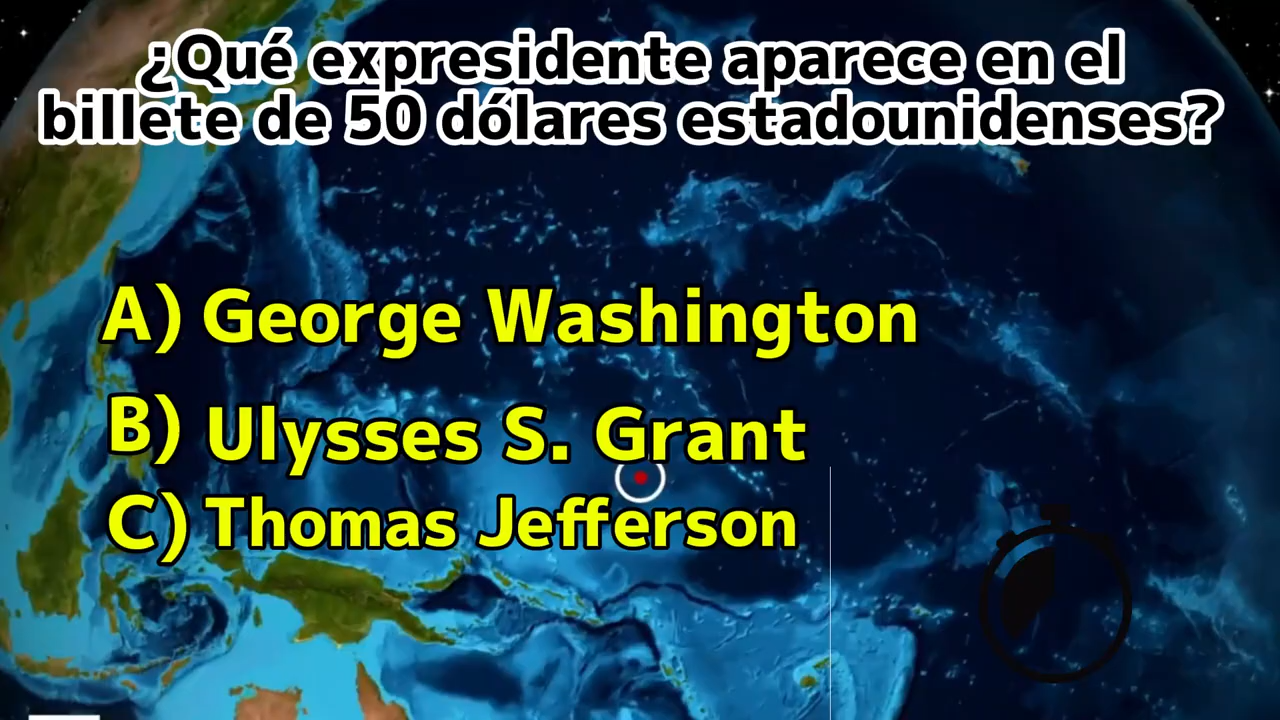 ¿Qué expresidente aparece en el
billete de 50 dólares estadounidenses?
A) George Washington
B) Ulysses S. Grant
C) Thomas Jefferson